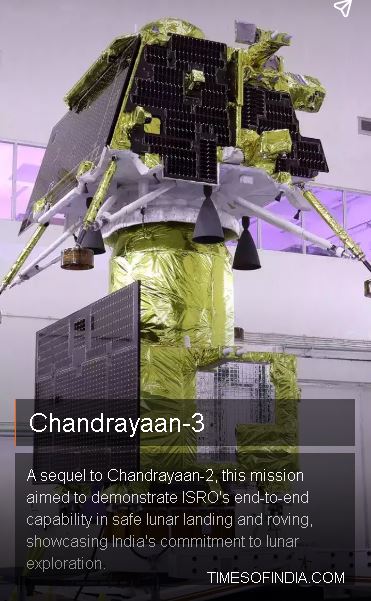 Chandrayaan-3
A sequel to Chandrayaan-2, this mission
aimed to demonstrate ISRO's end-to-end
capability in safe lunar landing and roving,
showcasing India's commitment to lunar
exploration.
TIMESOFINDIA.COM